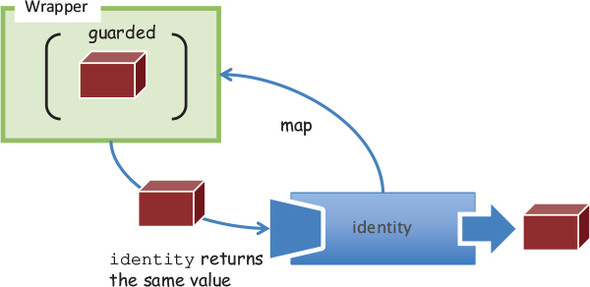 Wrapper
guarded
map
identity
identity returns
the same value